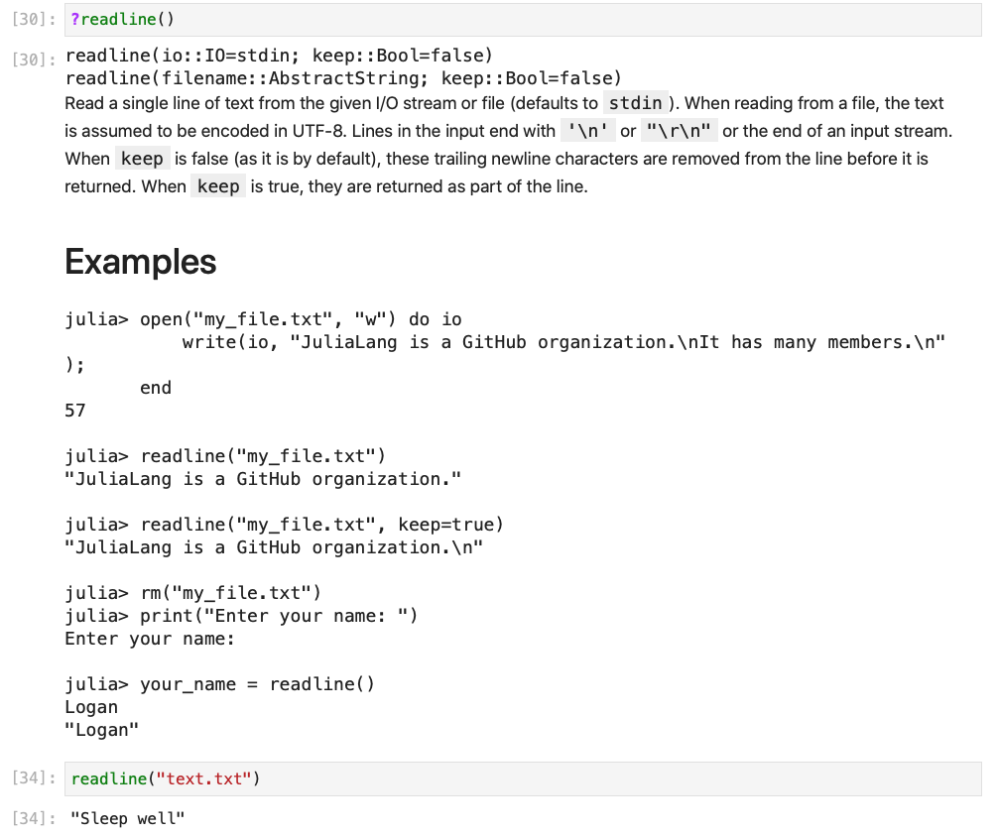 [30]: ?readline()
[30]: readline(io::IO=stdin; keep::Bool=false)
readline(filename::AbstractString; keep::Bool=false)
Read a single line of text from the given I/O stream or file (defaults to stdin ). When reading from a file, the text
is assumed to be encoded in UTF-8. Lines in the input end with '\n' or "\r\n" or the end of an input stream.
When keep is false (as it is by default), these trailing newline characters are removed from the line before it is
returned. When keep is true, they are returned as part of the line.
Examples
julia> open("my_file.txt", "w") do io
write(io, "JuliaLang is a GitHub organization.\nIt has many members.\n"
);
end
57
julia> readline("my_file.txt")
"JuliaLang is a GitHub organization."
julia> readline("my_file.txt", keep=true)
"JuliaLang is a GitHub organization.\n"
julia> rm("my_file.txt")
julia> print("Enter your name: ")
Enter your name:
julia> your_name = readline()
Logan
"Logan"
[34]: readline("text.txt")
[34]: "Sleep well"